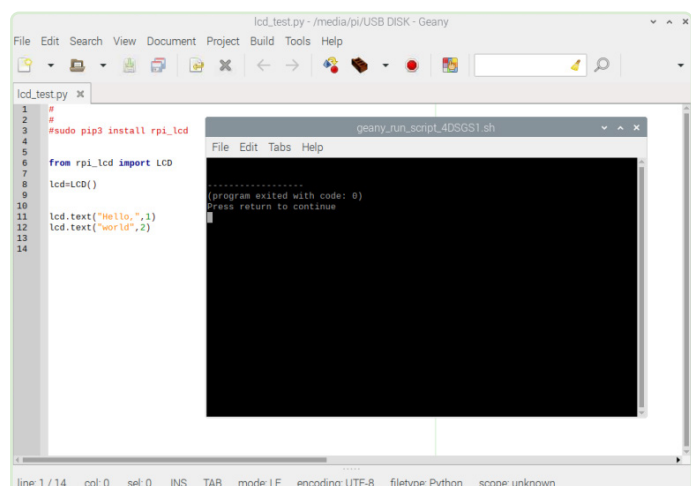 lcd_test.py - /media/pi/USB DISK - Geany
File Edit Search View Document Project Build Tools Help
lcd_test.py
1 #
2 #
3 #sudo pip3 install rpi_lcd
4
5
6 from rpi_lcd import LCD
7
8 lcd=LCD()
9
10
11 lcd.text("Hello,",1)
12 lcd.text("world",2)
13
14
geany_run_script_4DSGS1.sh
File Edit Tabs Help
------------------
(program exited with code: 0)
Press return to continue
line: 1 / 14 col: 0 sel: 0 INS TAB mode: LF encoding: UTF-8 filetype: Python scope: unknown